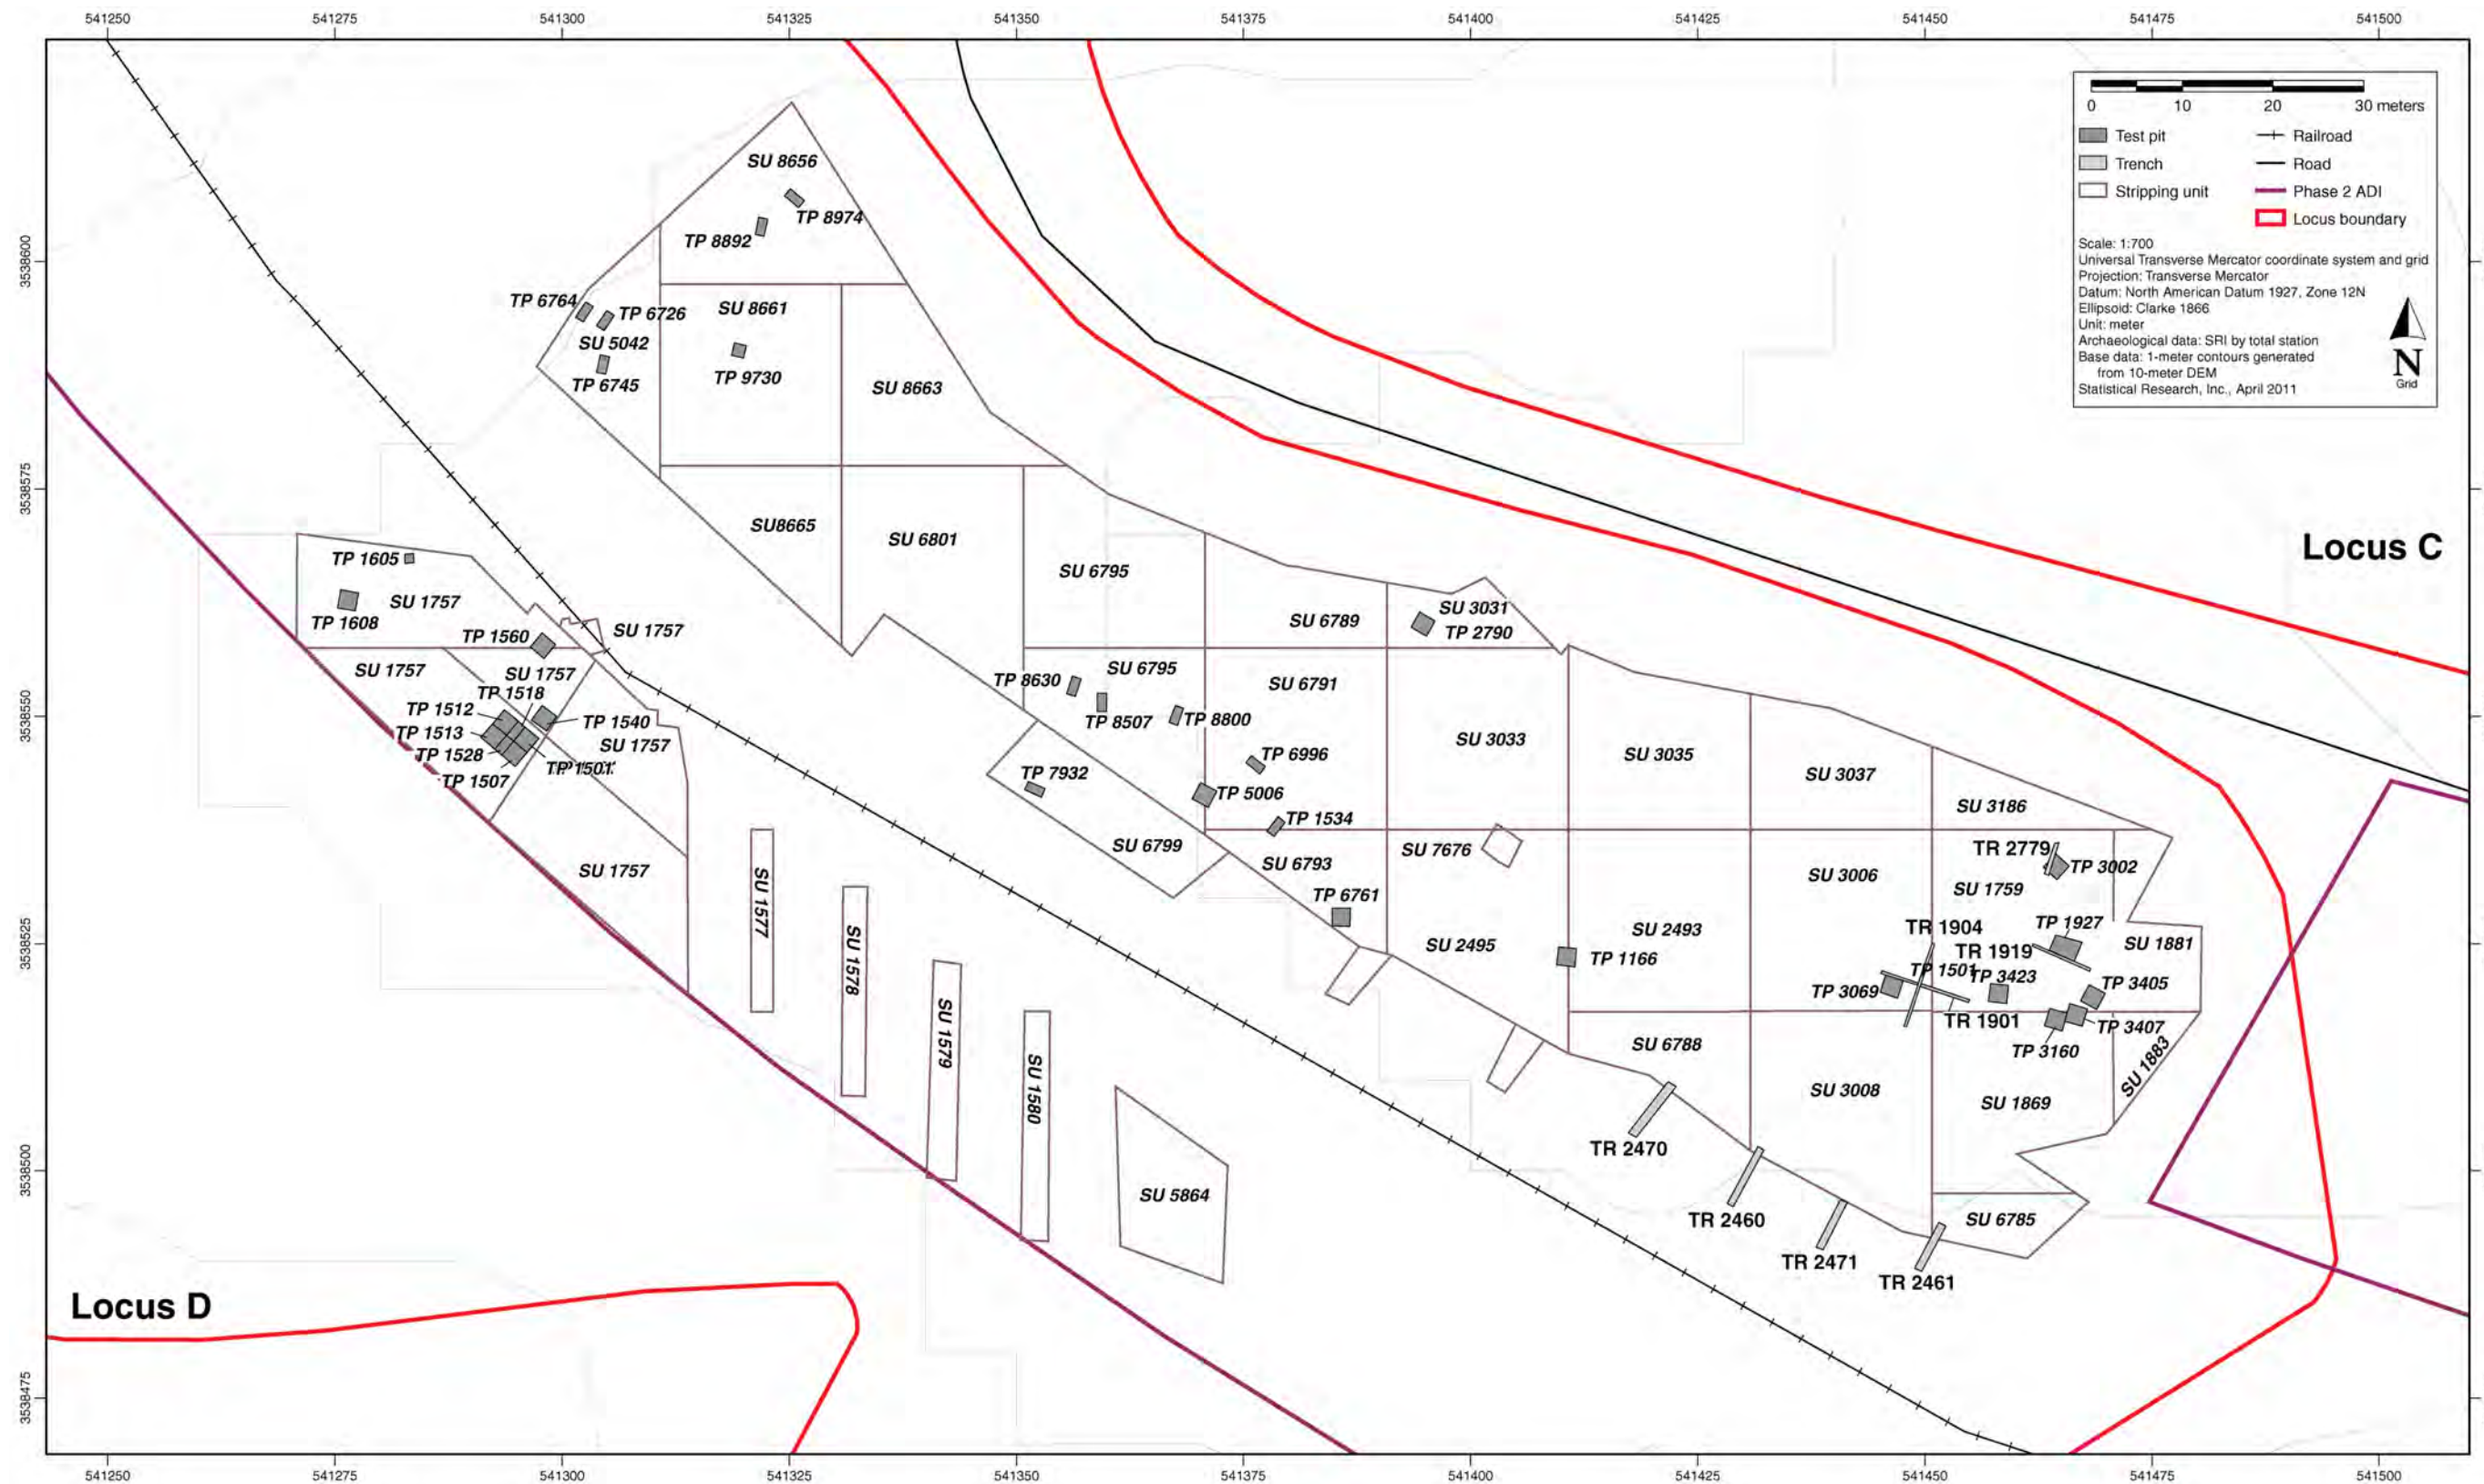 541250 541275 541300 541325 541350 541375 541400 541425 541450 541475 541500
0 10 20 30 meters
Test pit
Railroad
Trench
Road
Stripping unit
Phase 2 ADI
Locus boundary
Scale: 1:700
Universal Transverse Mercator coordinate system and grid
Projection: Transverse Mercator
Datum: North American Datum 1927, Zone 12N
Ellipsoid: Clarke 1866
Unit: meter
Archaeological data: SRI by total station
Base data: 1-meter contours generated
from 10-meter DEM
Statistical Research, Inc., April 2011
N
Grid
3538600
3538575
3538550
3538525
3538500
3538475
SU 8656
TP 8974
TP 8892
TP 6764
TP 6726
SU 8661
SU 5042
TP 6745
TP 9730
SU 8663
SU8665
SU 6801
Locus C
TP 1605
SU 6795
SU 1757
TP 1608
SU 3031
SU 6789
TP 2790
TP 1560
SU 1757
SU 1757
SU 1757
SU 6795
TP 8630
SU 6791
TP 1518
TP 1512
TP 1540
TP 8507
TP 8800
TP 1513
SU 1757
SU 3033
TP 1528
TP 1501
TP 6996
SU 3035
TP 1507
TP 7932
SU 3037
TP 5006
SU 3186
TP 1534
SU 6799
SU 7676
TR 2779
SU 6793
TP 3002
SU 1757
SU 3006
SU 1759
TP 6761
SU 1577
TP 1927
TR 1904
SU 2493
SU 2495
SU 1881
TR 1919
SU 1578
TP 1166
TP 1501
TP 3423
TP 3405
TP 3069
TR 1901
TP 3407
SU 1579
SU 6788
TP 3160
SU 1883
SU 1580
SU 3008
SU 1869
TR 2470
SU 5864
TR 2460
SU 6785
TR 2471
TR 2461
Locus D
541250 541275 541300 541325 541350 541375 541400 541425 541450 541475 541500